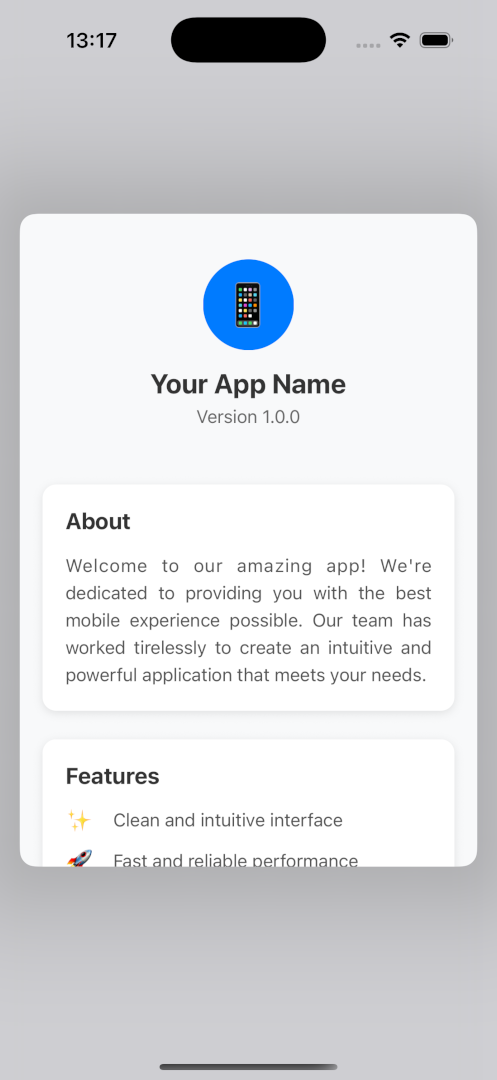 13:17
Your App Name
Version 1.0.0
About
Welcome to our amazing app! We're
dedicated to providing you with the best
mobile experience possible. Our team has
worked tirelessly to create an intuitive and
powerful application that meets your needs.
Features
✨ Clean and intuitive interface
🚀 Fast and reliable performance